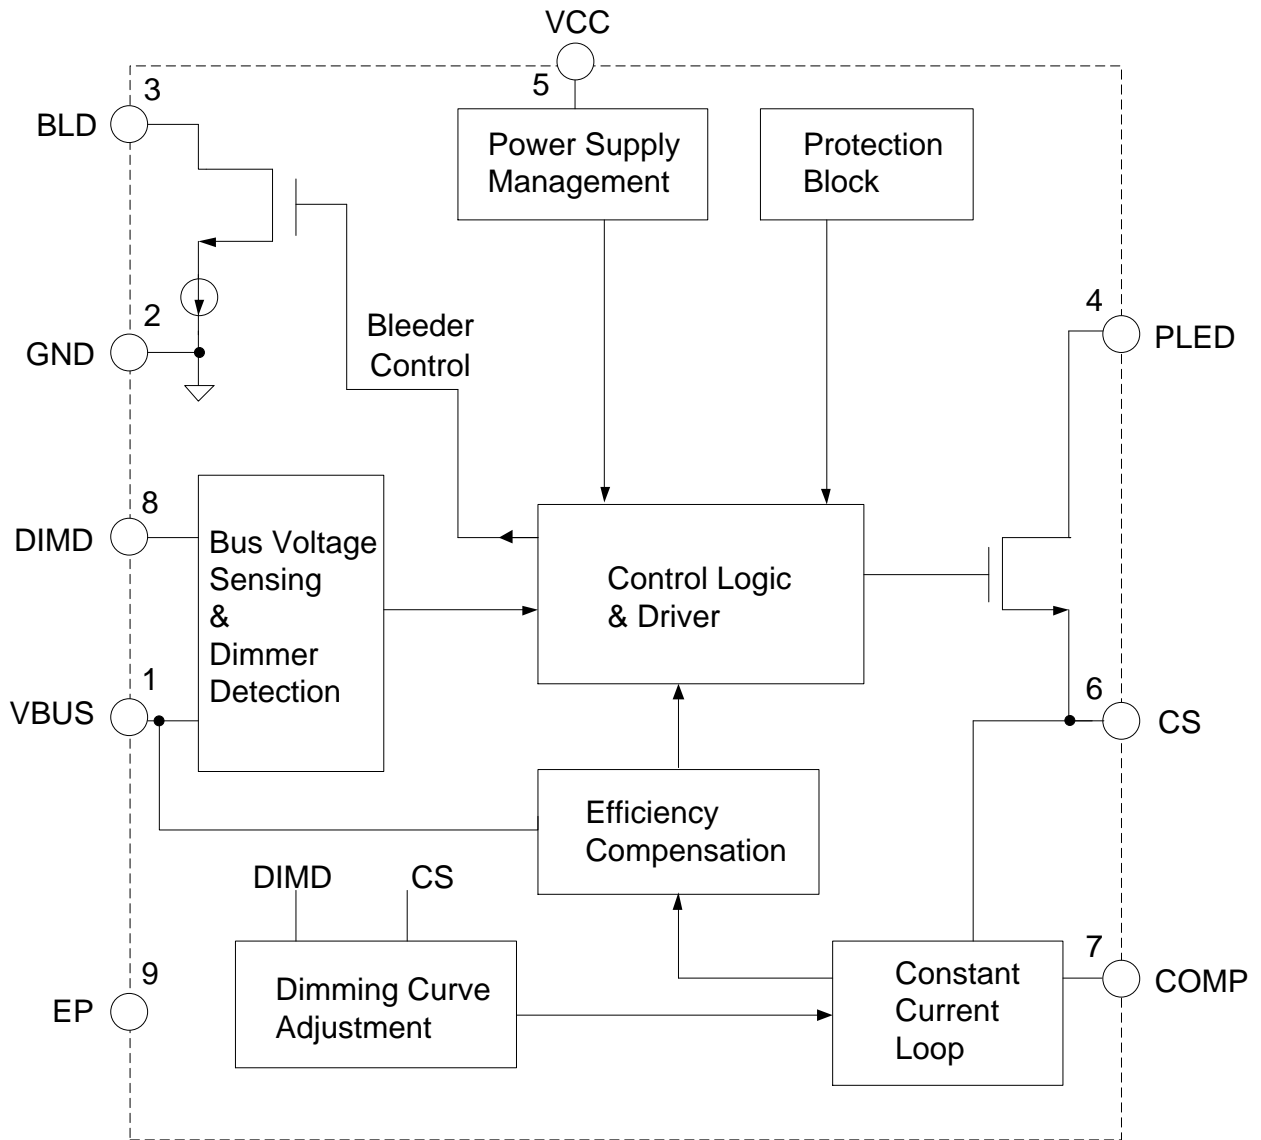 VCC
5
3
BLD
Power Supply
Management
Protection
Block
2
GND
Bleeder
Control
4
PLED
8
DIMD
Bus Voltage
Sensing
&
Dimmer
Detection
Control Logic
& Driver
1
VBUS
6
CS
Efficiency
Compensation
DIMD
CS
9
EP
Dimming Curve
Adjustment
Constant
Current
Loop
7
COMP